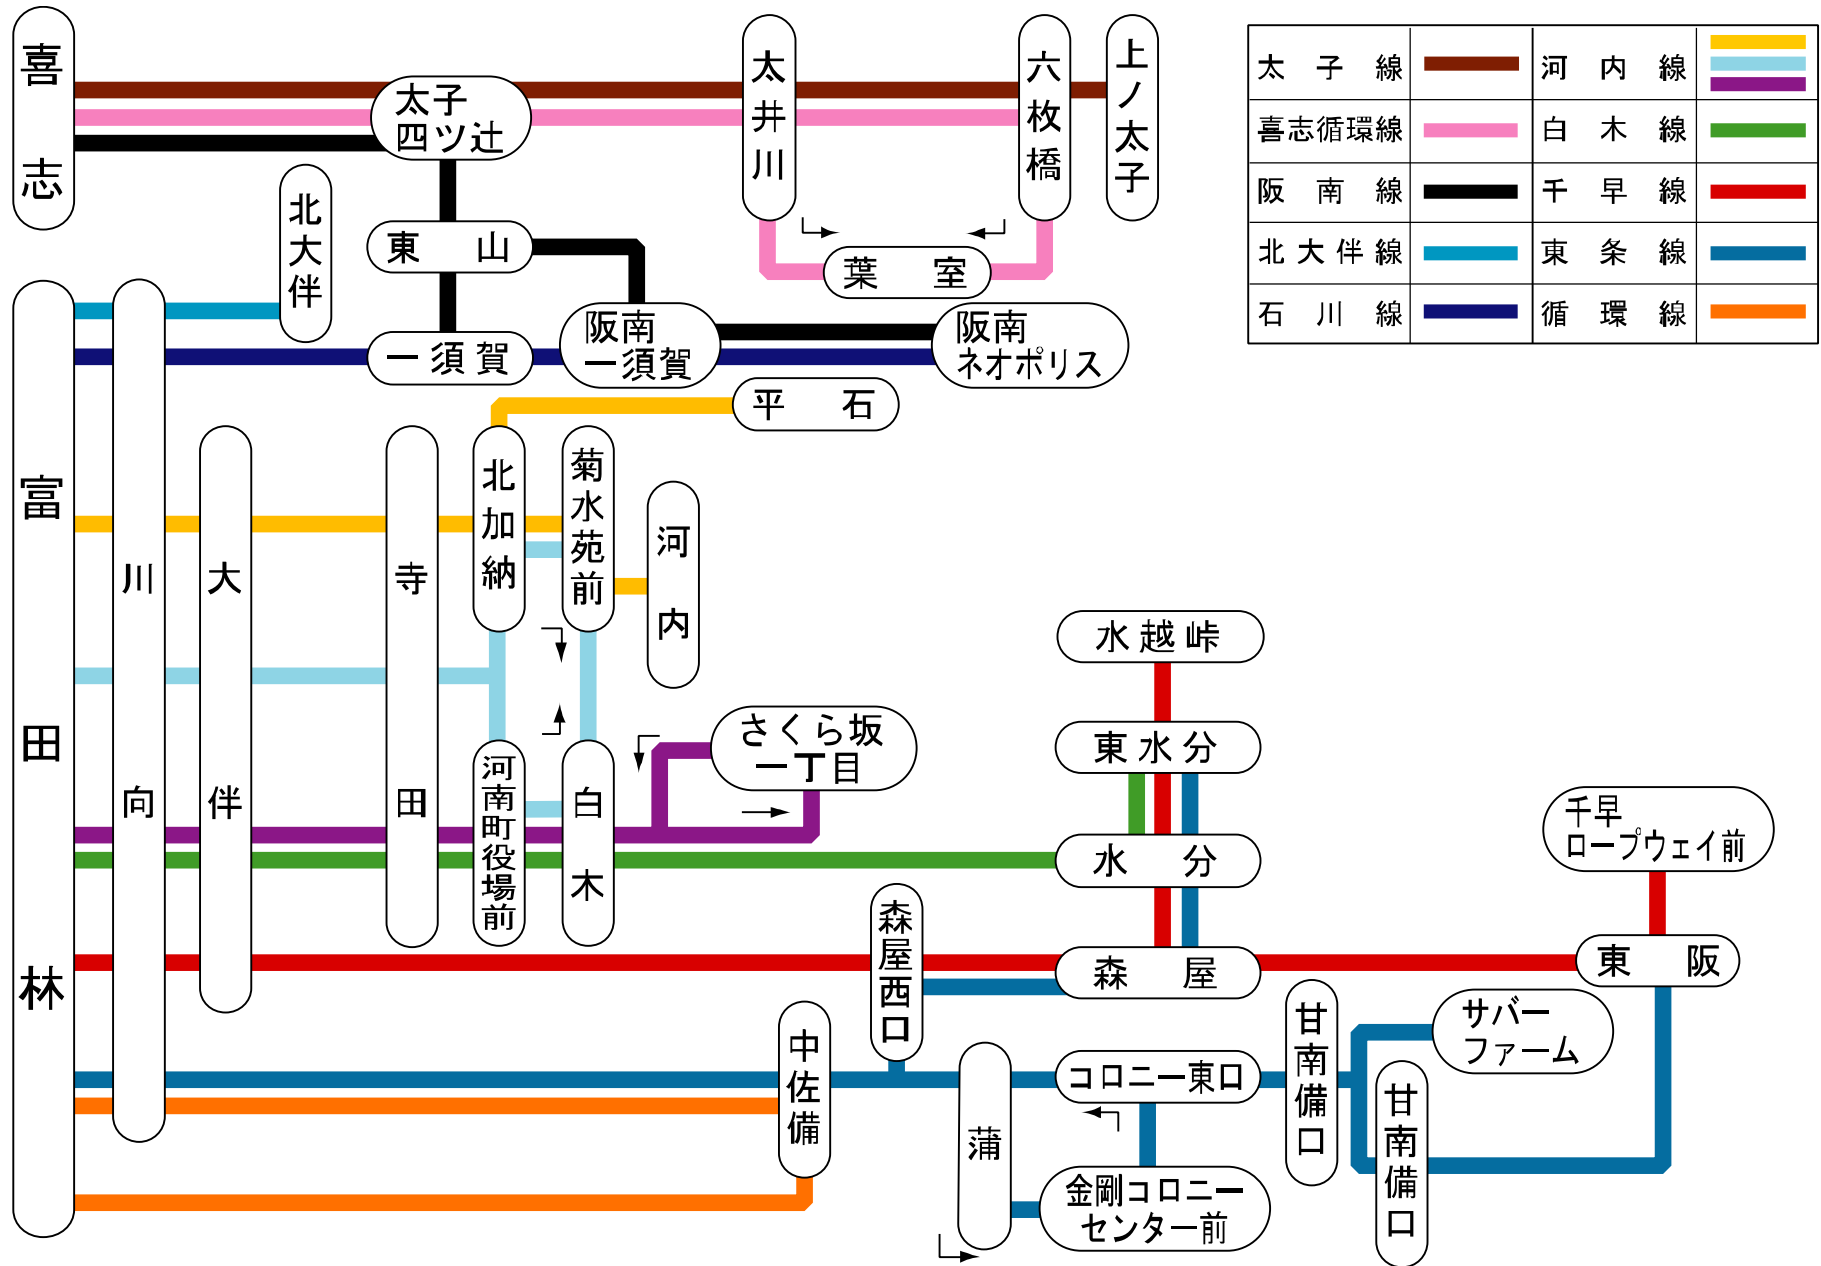 喜志
太子
四ツ辻
太井川
六枚橋
上ノ太子
北大伴
東山
葉室
一須賀
阪南
一須賀
阪南
ネオポリス
平石
富田林
川向
大伴
寺田
北加納
菊水苑前
河内
河南町役場前
白木
さくら坂
一丁目
水越峠
東水分
水分
森屋
森屋西口
千早
ロープウェイ前
東阪
中佐備
蒲
コロニー東口
金剛コロニー
センター前
甘南備口
甘南備口
サバー
ファーム
太子線
河内線
喜志循環線
白木線
阪南線
千早線
北大伴線
東条線
石川線
循環線